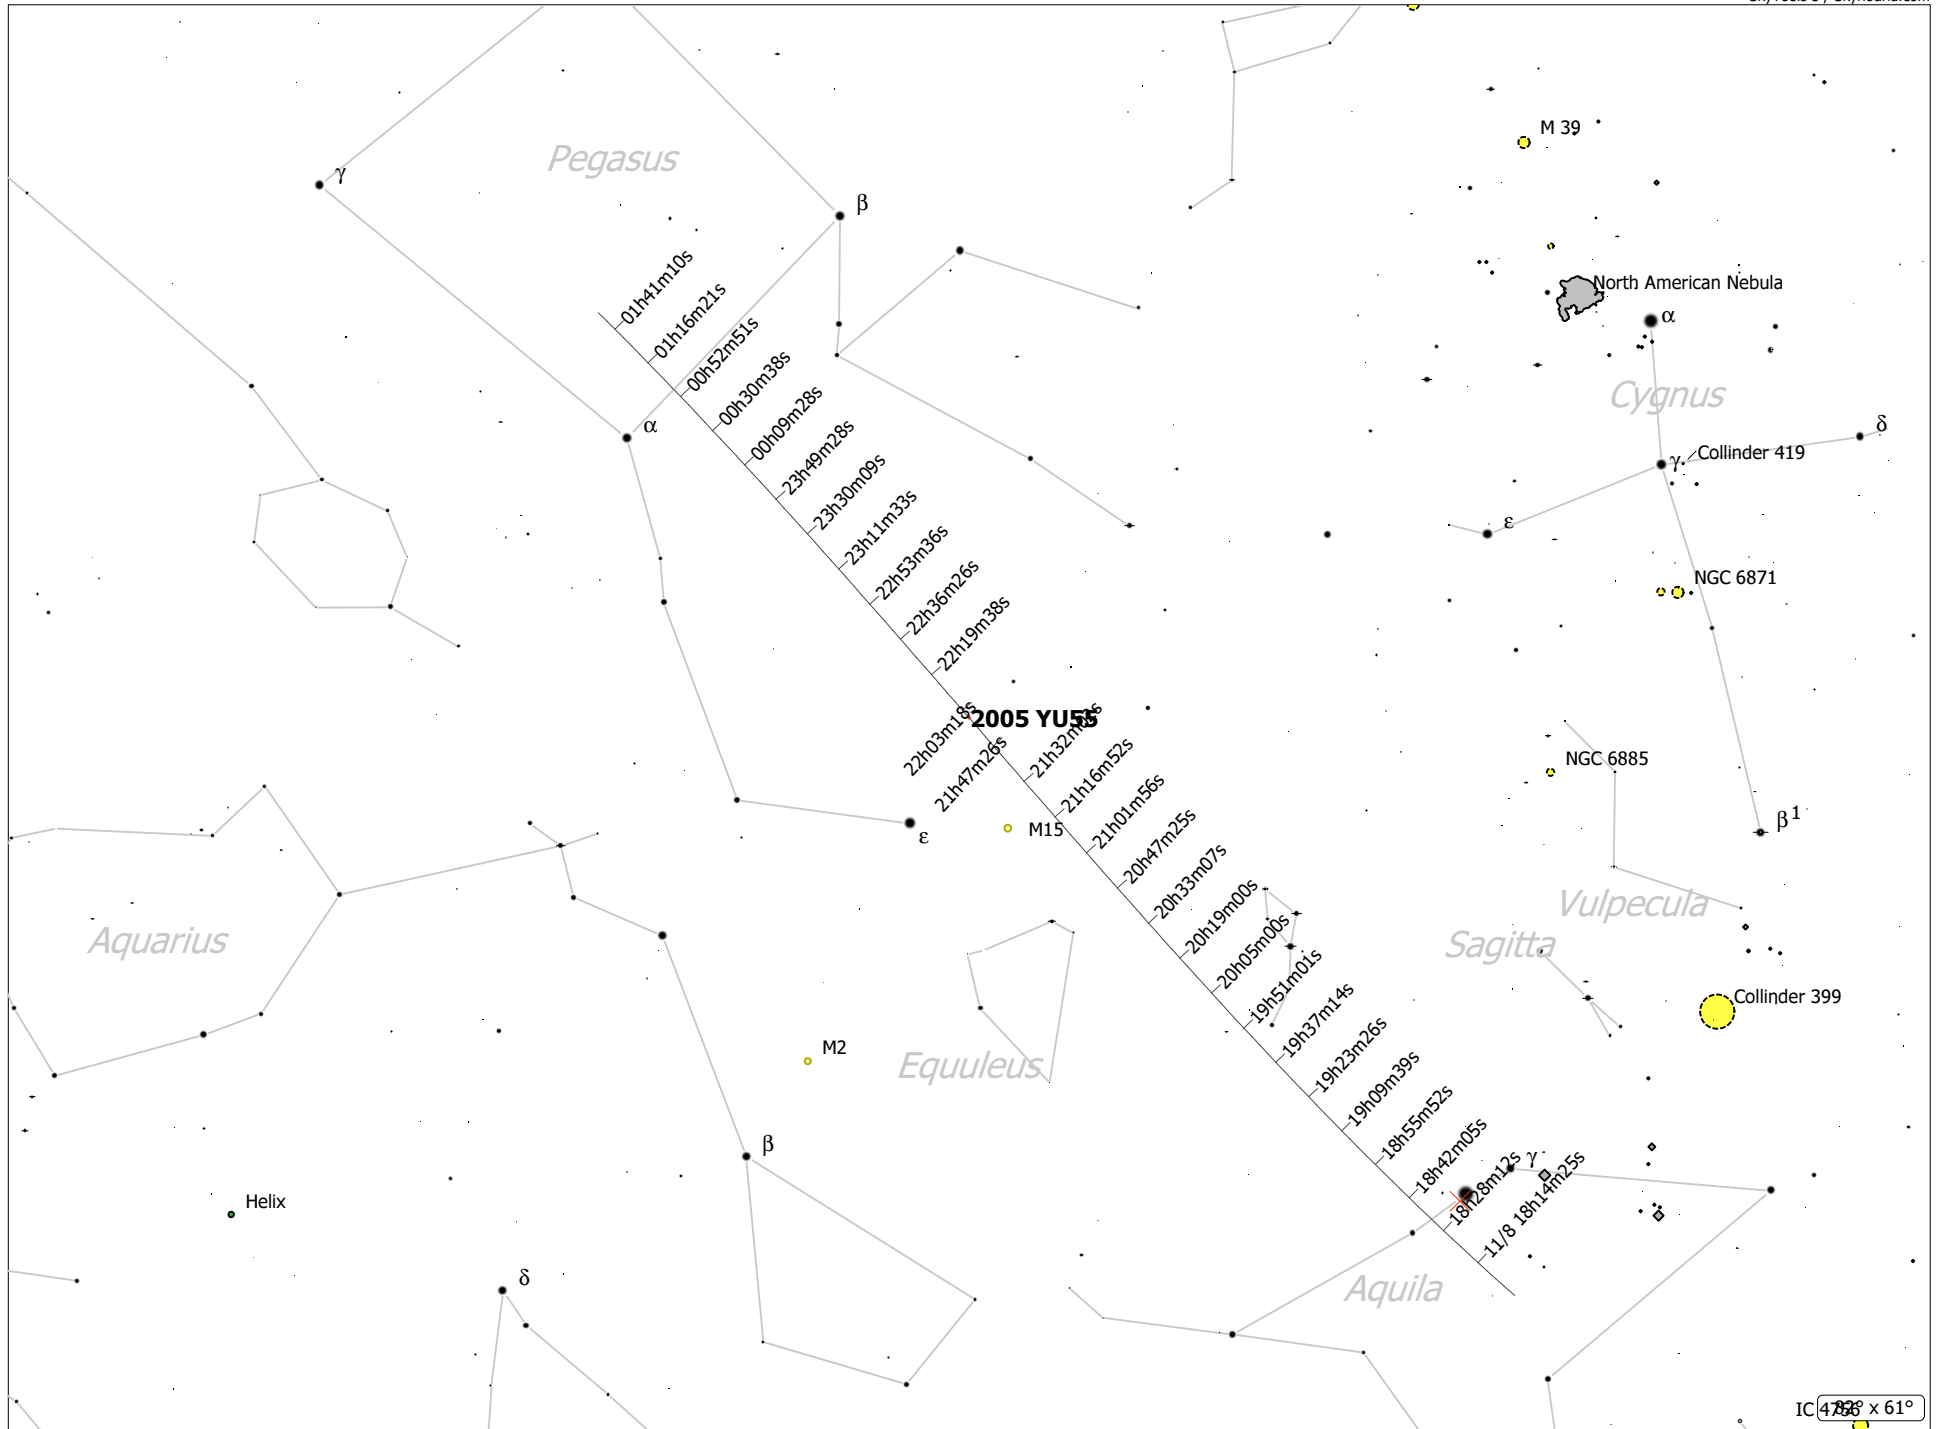 M 39
Pegasus
γ
β
01h41m10s
North American Nebula
01h16m21s
α
00h52m51s
00h30m38s
Cygnus
00h09m28s
α
δ
23h49m28s
γ
Collinder 419
23h30m09s
23h11m33s
ε
22h53m36s
NGC 6871
22h36m26s
22h19m38s
2005 YU55
22h03m18s
21h47m26s
21h16m52s
NGC 6885
21h01m56s
β1
M15
ε
20h47m25s
20h33m07s
20h19m00s
Vulpecula
20h05m00s
Aquarius
Sagitta
19h51m01s
Collinder 399
19h37m14s
M2
19h23m26s
Equuleus
19h09m39s
18h55m52s
18h42m05s
β
18h28m12s
γ
11/8 18h14m25s
Helix
δ
Aquila
IC 4756
82° x 61°